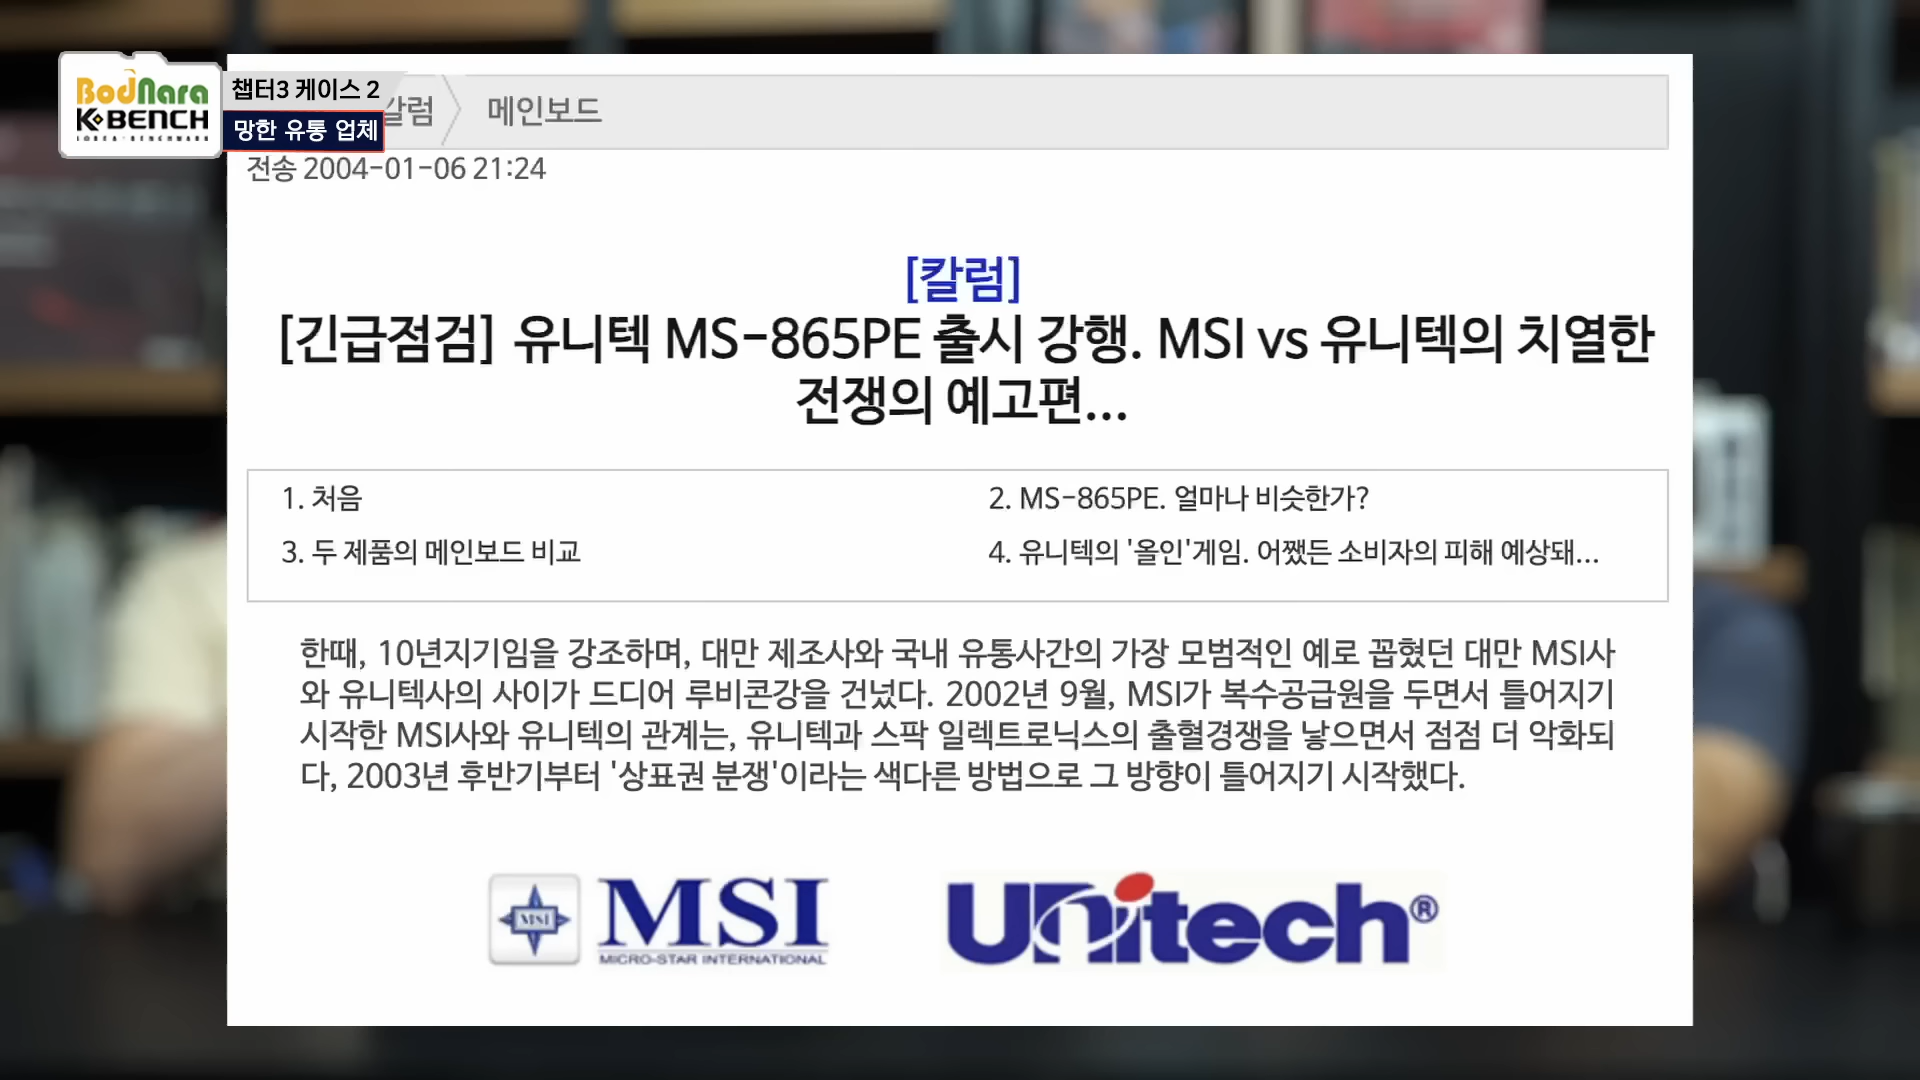 BodNara
K-BENCH
KOREA · BENCHMARK
챕터3 케이스 2
망한 유통 업체
칼럼
메인보드
전송 2004-01-06 21:24
[칼럼]
[긴급점검] 유니텍 MS-865PE 출시 강행. MSI vs 유니텍의 치열한
전쟁의 예고편...
1. 처음
2. MS-865PE. 얼마나 비슷한가?
3. 두 제품의 메인보드 비교
4. 유니텍의 '올인'게임. 어쨌든 소비자의 피해 예상돼...
한때, 10년지기임을 강조하며, 대만 제조사와 국내 유통사간의 가장 모범적인 예로 꼽혔던 대만 MSI사
와 유니텍사의 사이가 드디어 루비콘강을 건넜다. 2002년 9월, MSI가 복수공급원을 두면서 틀어지기
시작한 MSI사와 유니텍의 관계는, 유니텍과 스팍 일렉트로닉스의 출혈경쟁을 낳으면서 점점 더 악화되
다, 2003년 후반기부터 '상표권 분쟁'이라는 색다른 방법으로 그 방향이 틀어지기 시작했다.
MSI
MSI
MICRO-STAR INTERNATIONAL
Unitech®